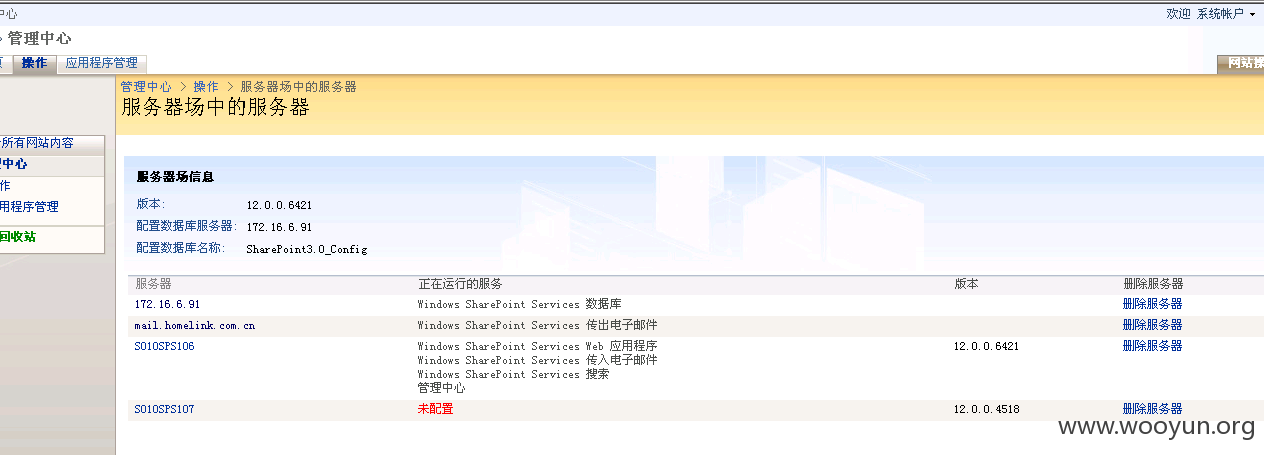 中心
欢迎 系统帐户
管理中心
操作 应用程序管理
网站操
管理中心 > 操作 > 服务器场中的服务器
服务器场中的服务器
所有网站内容
中心
作
用程序管理
回收站
服务器场信息
版本: 12.0.0.6421
配置数据库服务器: 172.16.6.91
配置数据库名称: SharePoint3.0_Config
服务器 正在运行的服务 版本 删除服务器
172.16.6.91 Windows SharePoint Services 数据库 删除服务器
mail.homelink.com.cn Windows SharePoint Services 传出电子邮件 删除服务器
S010SPS106 Windows SharePoint Services Web 应用程序 12.0.0.6421 删除服务器
Windows SharePoint Services 传入电子邮件
Windows SharePoint Services 搜索
管理中心
S010SPS107 未配置 12.0.0.4518 删除服务器
www.wooyun.org